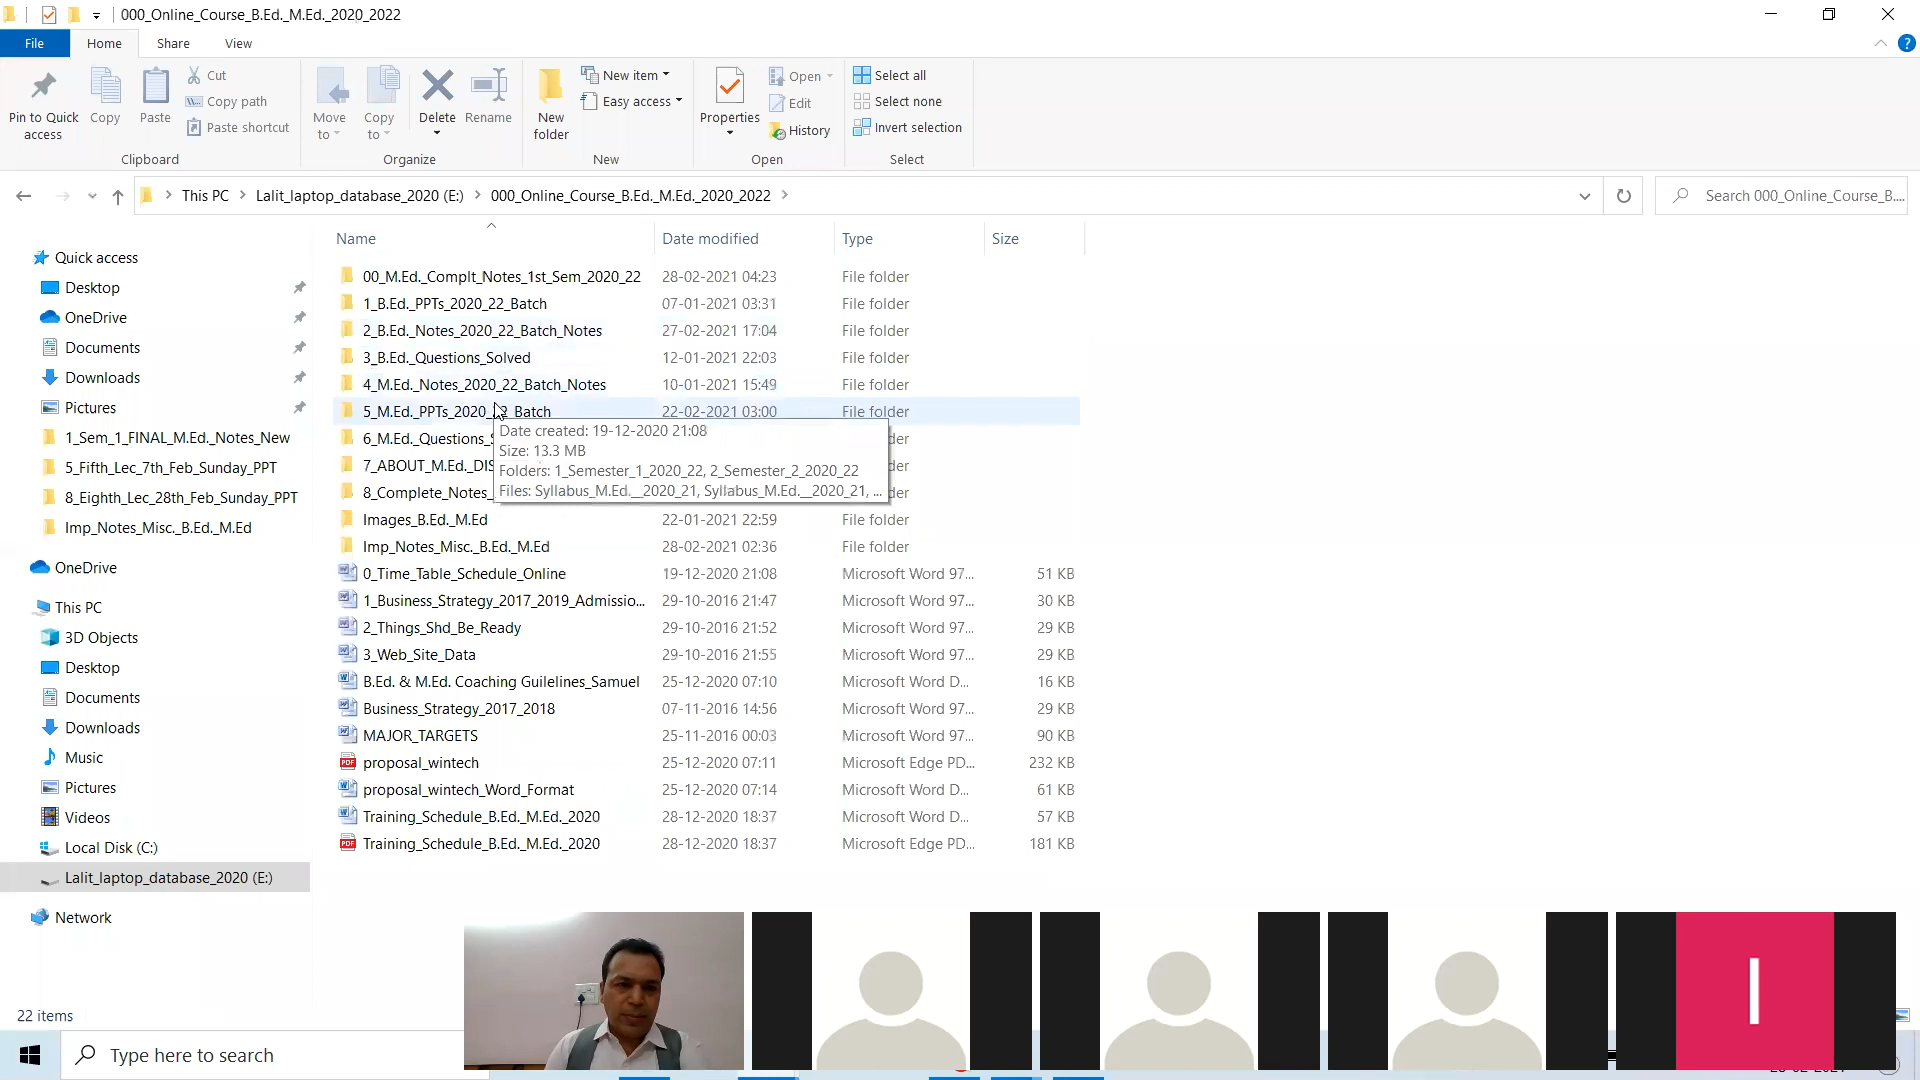 000_Online_Course_B.Ed._M.Ed._2020_2022
File Home Share View
Pin to Quick access
Copy
Paste
Cut
Copy path
Paste shortcut
Clipboard
Move to
Copy to
Delete
Rename
Organize
New folder
New item
Easy access
New
Properties
Open
Edit
History
Open
Select all
Select none
Invert selection
Select
This PC > Lalit_laptop_database_2020 (E:) > 000_Online_Course_B.Ed._M.Ed._2020_2022 >
Search 000_Online_Course_B....
Quick access
Desktop
OneDrive
Documents
Downloads
Pictures
1_Sem_1_FINAL_M.Ed._Notes_New
5_Fifth_Lec_7th_Feb_Sunday_PPT
8_Eighth_Lec_28th_Feb_Sunday_PPT
Imp_Notes_Misc._B.Ed._M.Ed
OneDrive
This PC
3D Objects
Desktop
Documents
Downloads
Music
Pictures
Videos
Local Disk (C:)
Lalit_laptop_database_2020 (E:)
Network
Name Date modified Type Size
00_M.Ed._Complt_Notes_1st_Sem_2020_22 28-02-2021 04:23 File folder
1_B.Ed._PPTs_2020_22_Batch 07-01-2021 03:31 File folder
2_B.Ed._Notes_2020_22_Batch_Notes 27-02-2021 17:04 File folder
3_B.Ed._Questions_Solved 12-01-2021 22:03 File folder
4_M.Ed._Notes_2020_22_Batch_Notes 10-01-2021 15:49 File folder
5_M.Ed._PPTs_2020_22_Batch 22-02-2021 03:00 File folder
6_M.Ed._Questions_
7_ABOUT_M.Ed._DIS
8_Complete_Notes_
Date created: 19-12-2020 21:08
Size: 13.3 MB
Folders: 1_Semester_1_2020_22, 2_Semester_2_2020_22
Files: Syllabus_M.Ed.__2020_21, Syllabus_M.Ed.__2020_21, ...
Images_B.Ed._M.Ed 22-01-2021 22:59 File folder
Imp_Notes_Misc._B.Ed._M.Ed 28-02-2021 02:36 File folder
0_Time_Table_Schedule_Online 19-12-2020 21:08 Microsoft Word 97... 51 KB
1_Business_Strategy_2017_2019_Admissio... 29-10-2016 21:47 Microsoft Word 97... 30 KB
2_Things_Shd_Be_Ready 29-10-2016 21:52 Microsoft Word 97... 29 KB
3_Web_Site_Data 29-10-2016 21:55 Microsoft Word 97... 29 KB
B.Ed. & M.Ed. Coaching Guilelines_Samuel 25-12-2020 07:10 Microsoft Word D... 16 KB
Business_Strategy_2017_2018 07-11-2016 14:56 Microsoft Word 97... 29 KB
MAJOR_TARGETS 25-11-2016 00:03 Microsoft Word 97... 90 KB
proposal_wintech 25-12-2020 07:11 Microsoft Edge PD... 232 KB
proposal_wintech_Word_Format 25-12-2020 07:14 Microsoft Word D... 61 KB
Training_Schedule_B.Ed._M.Ed._2020 28-12-2020 18:37 Microsoft Word D... 57 KB
Training_Schedule_B.Ed._M.Ed._2020 28-12-2020 18:37 Microsoft Edge PD... 181 KB
22 items
Type here to search
I